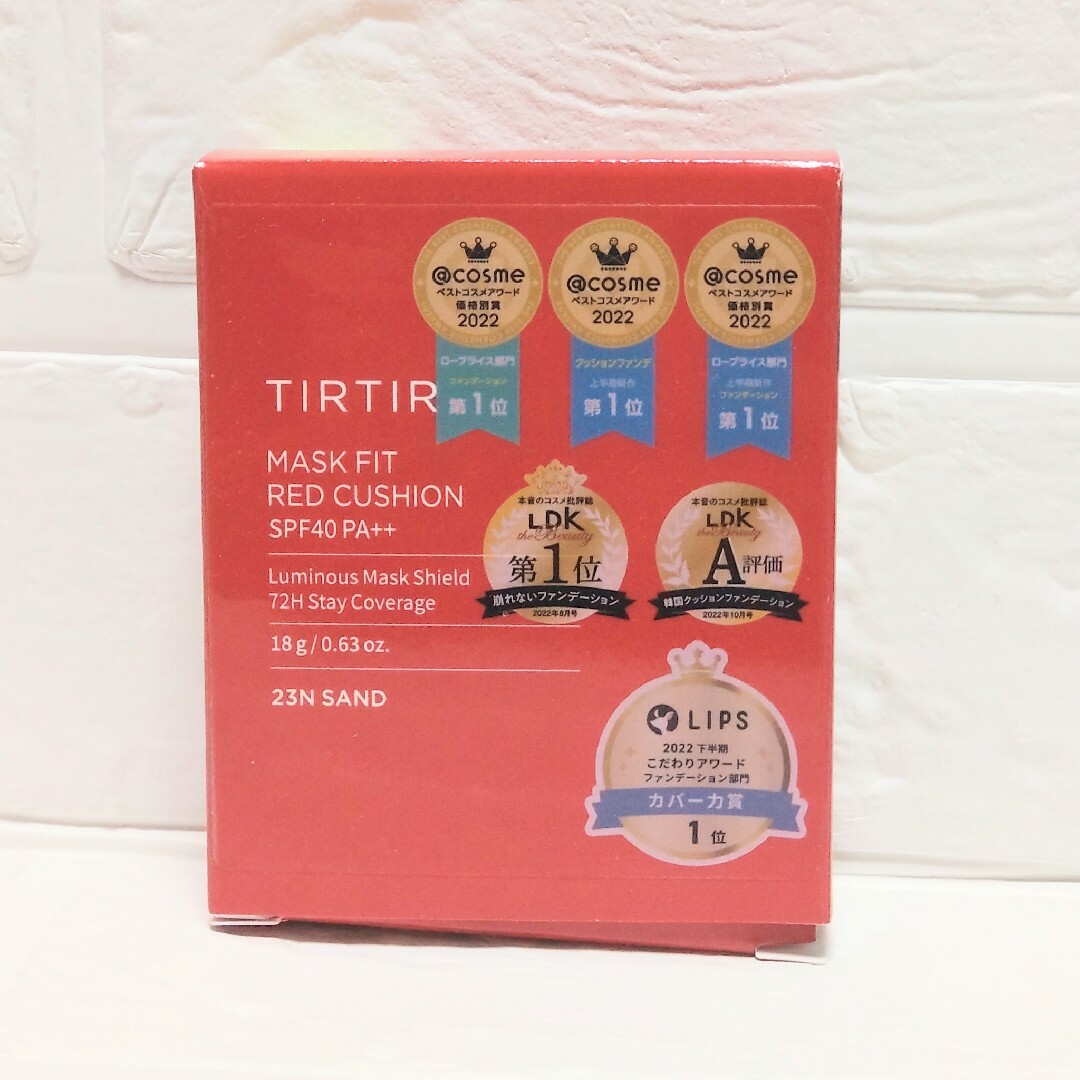 @cosme
ベストコスメアワード
価格別賞
2022
ロープライス部門
ファンデーション
第1位
@cosme
ベストコスメアワード
2022
クッションファンデ
上半期新作
第1位
@cosme
ベストコスメアワード
価格別賞
2022
ロープライス部門
上半期新作
ファンデーション
第1位
TIRTIR
MASK FIT
RED CUSHION
SPF40 PA++
Luminous Mask Shield
72H Stay Coverage
18 g / 0.63 oz.
23N SAND
本音のコスメ批評誌
LDK
the Beauty
第1位
崩れないファンデーション
2022年8月号
本音のコスメ批評誌
LDK
the Beauty
A評価
韓国クッションファンデーション
2022年10月号
LIPS
2022 下半期
こだわりアワード
ファンデーション部門
カバー力賞
1位